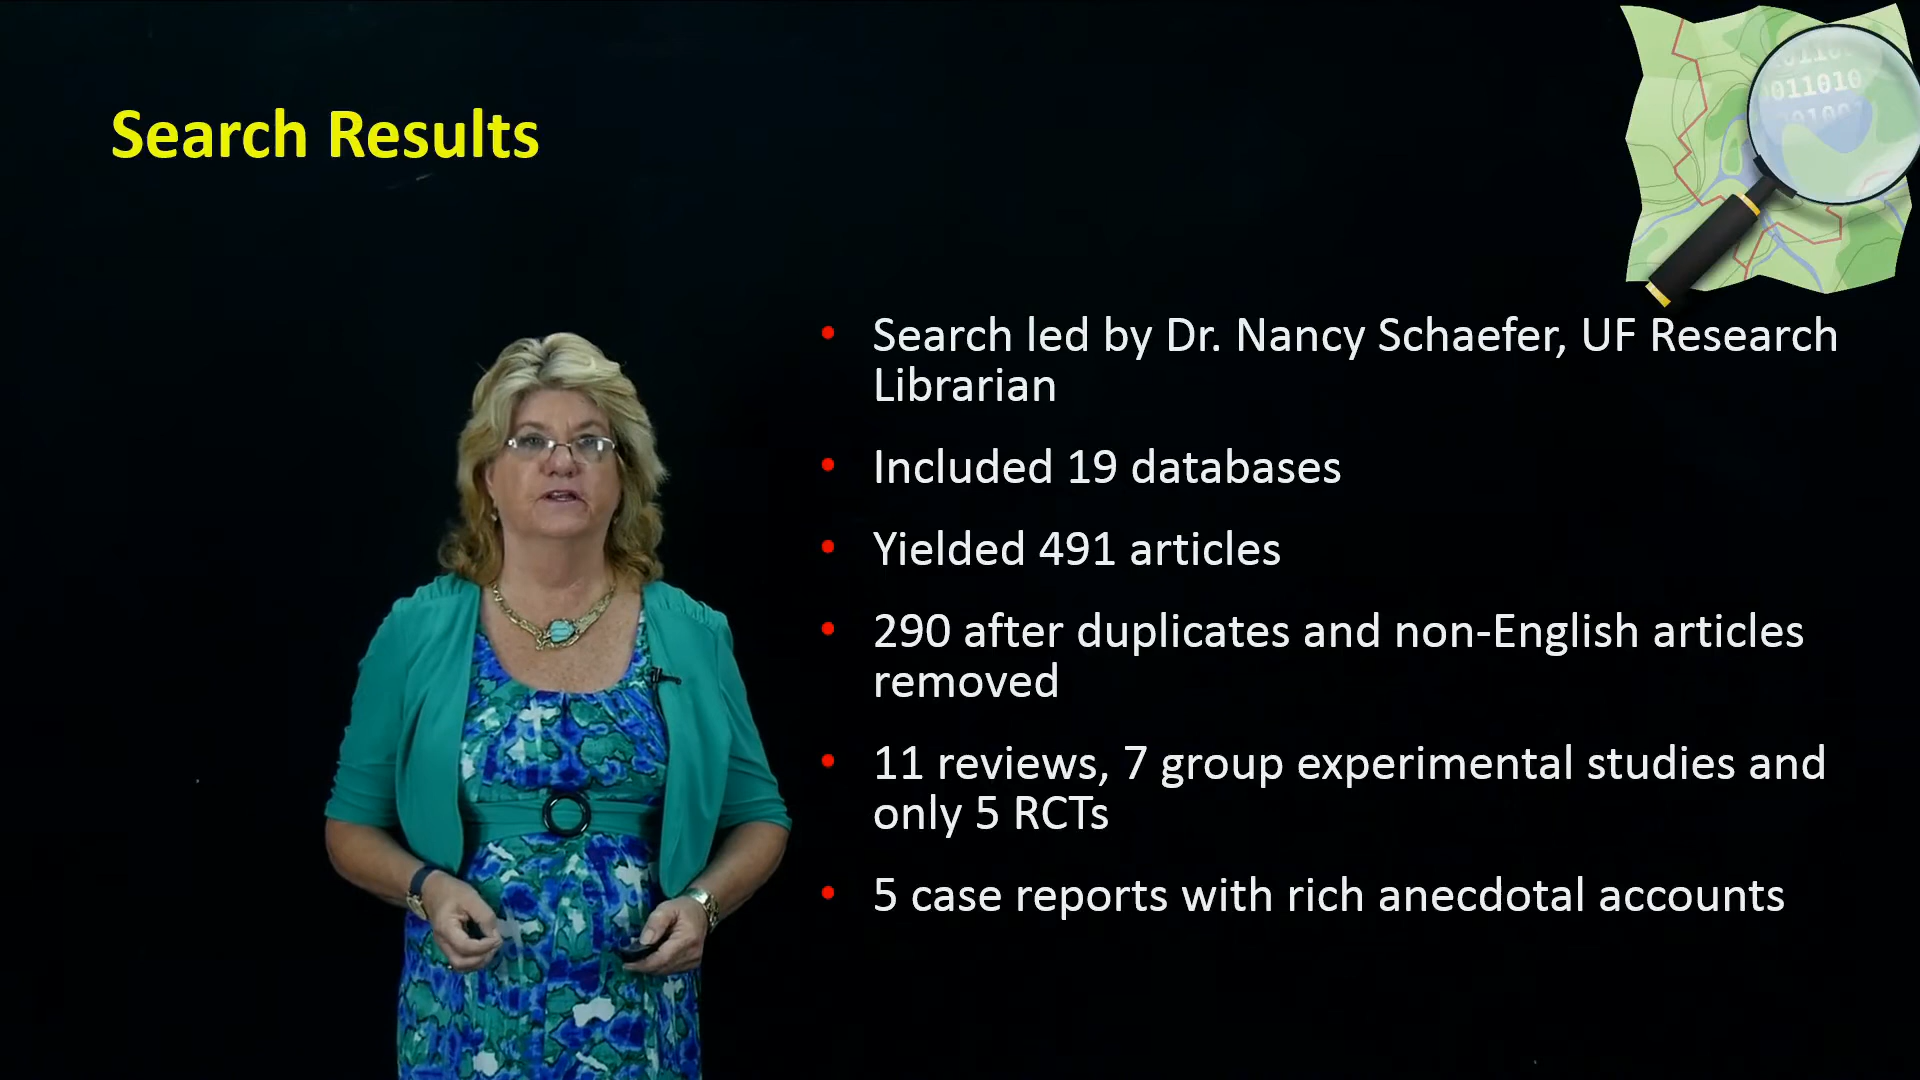 Search Results
011010
• Search led by Dr. Nancy Schaefer, UF Research
Librarian
• Included 19 databases
• Yielded 491 articles
• 290 after duplicates and non-English articles
removed
• 11 reviews, 7 group experimental studies and
only 5 RCTs
• 5 case reports with rich anecdotal accounts